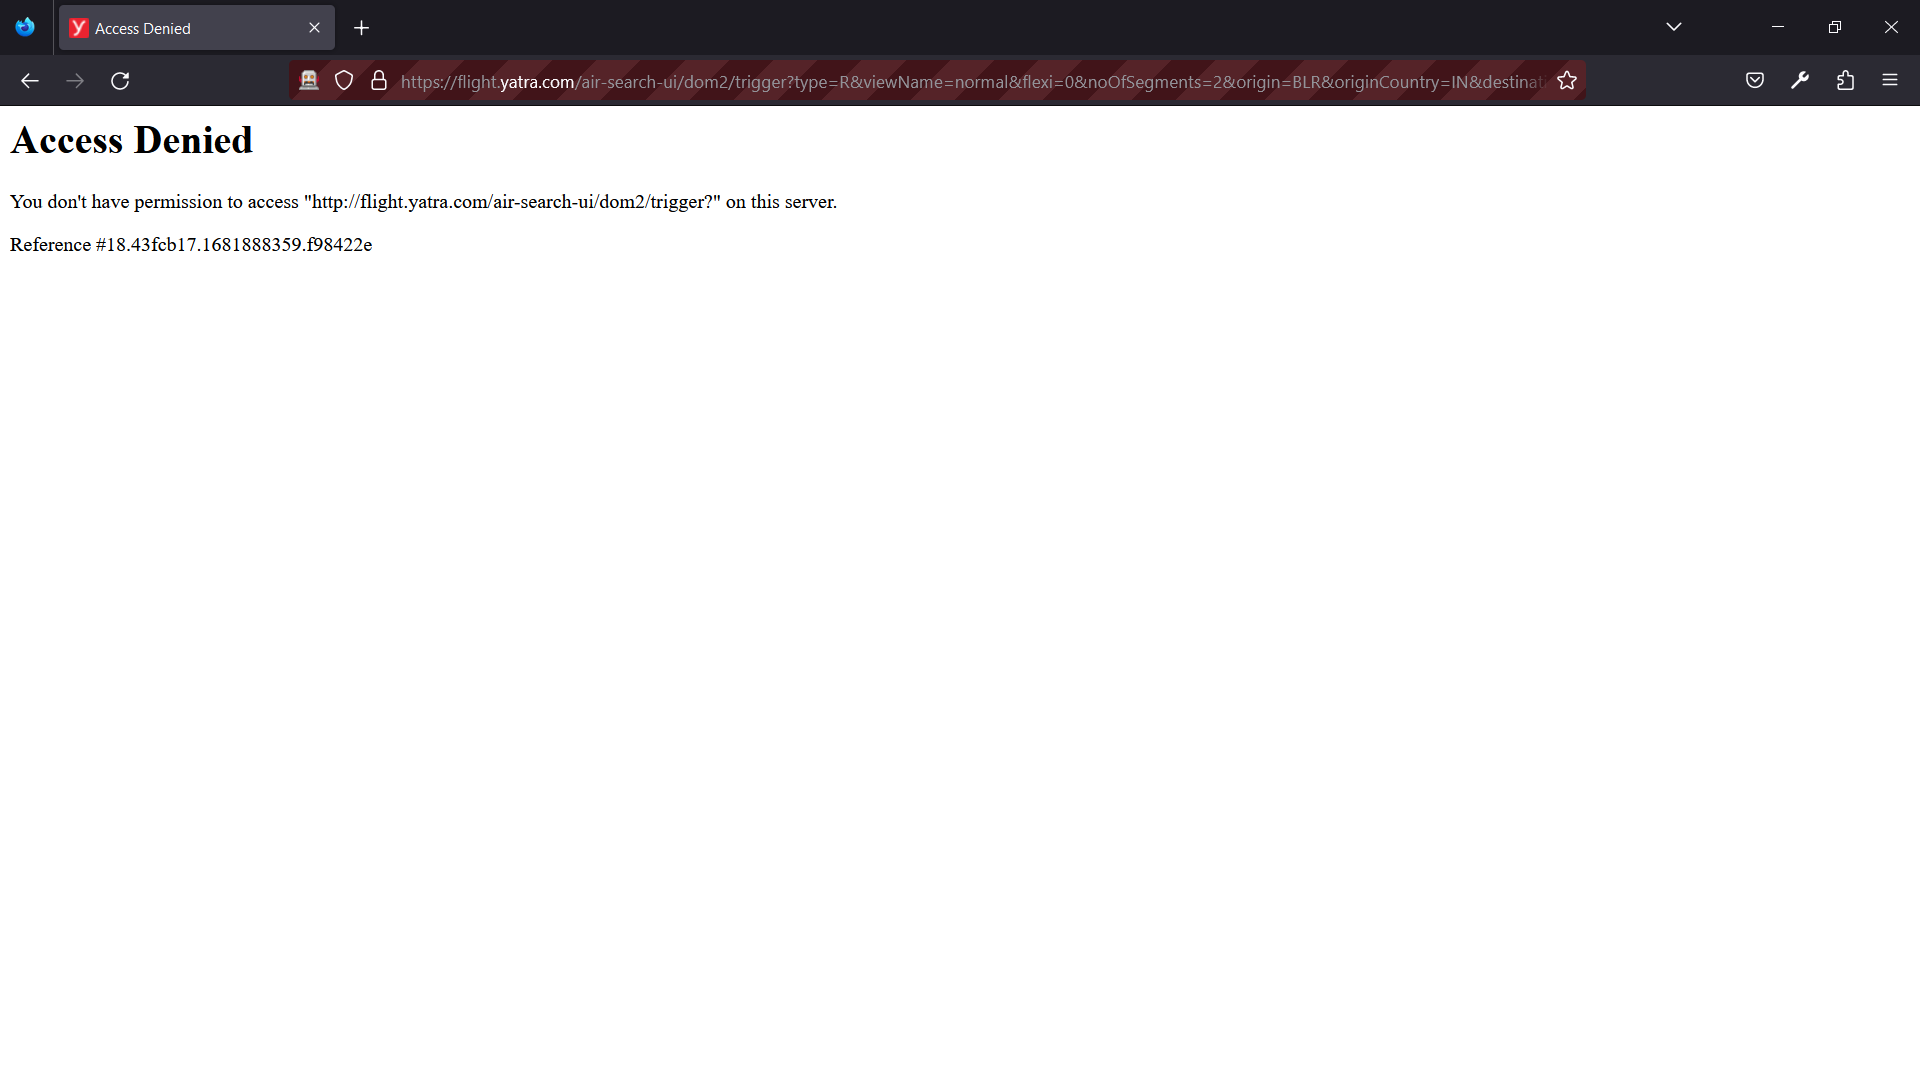 Access Denied
https://flight.yatra.com/air-search-ui/dom2/trigger?type=R&viewName=normal&flexi=0&noOfSegments=2&origin=BLR&originCountry=IN&destinati
Access Denied
You don't have permission to access "http://flight.yatra.com/air-search-ui/dom2/trigger?" on this server.
Reference #18.43fcb17.1681888359.f98422e